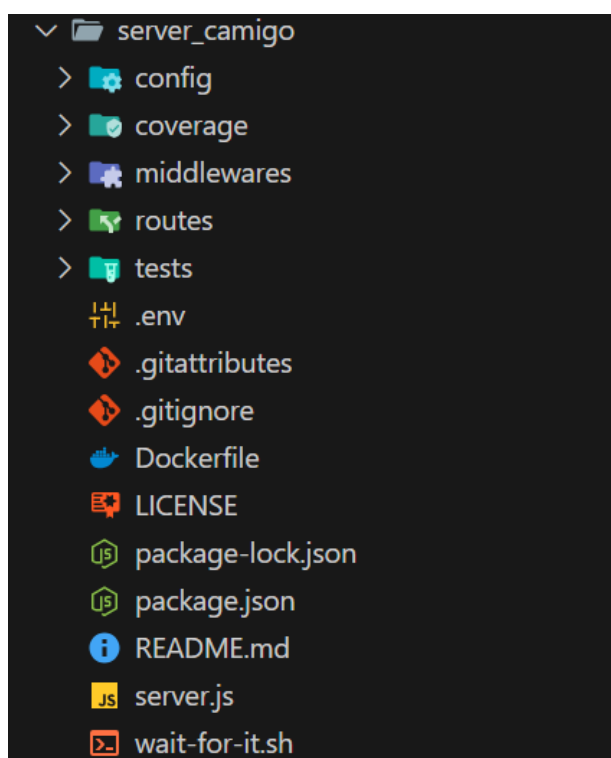 server_camigo
config
coverage
middlewares
routes
tests
.env
.gitattributes
.gitignore
Dockerfile
LICENSE
package-lock.json
package.json
README.md
JS server.js
wait-for-it.sh